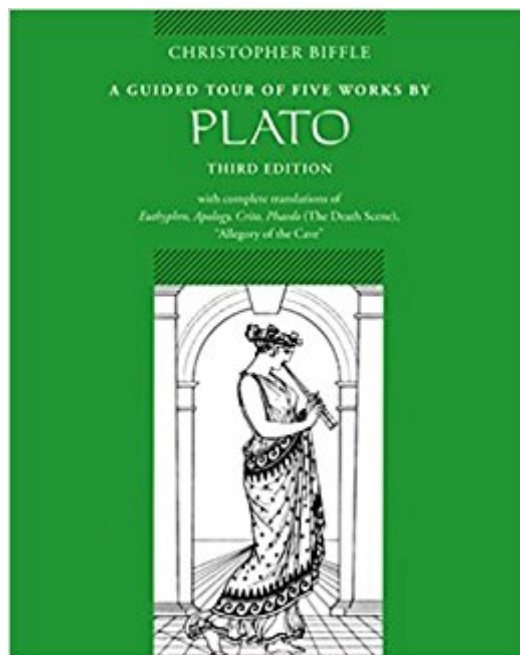 CHRISTOPHER BIFFLE
A GUIDED TOUR OF FIVE WORKS BY
PLATO
THIRD EDITION
with complete translations of
Euthyphro, Apology, Crito, Phaedo (The Death Scene),
"Allegory of the Cave"